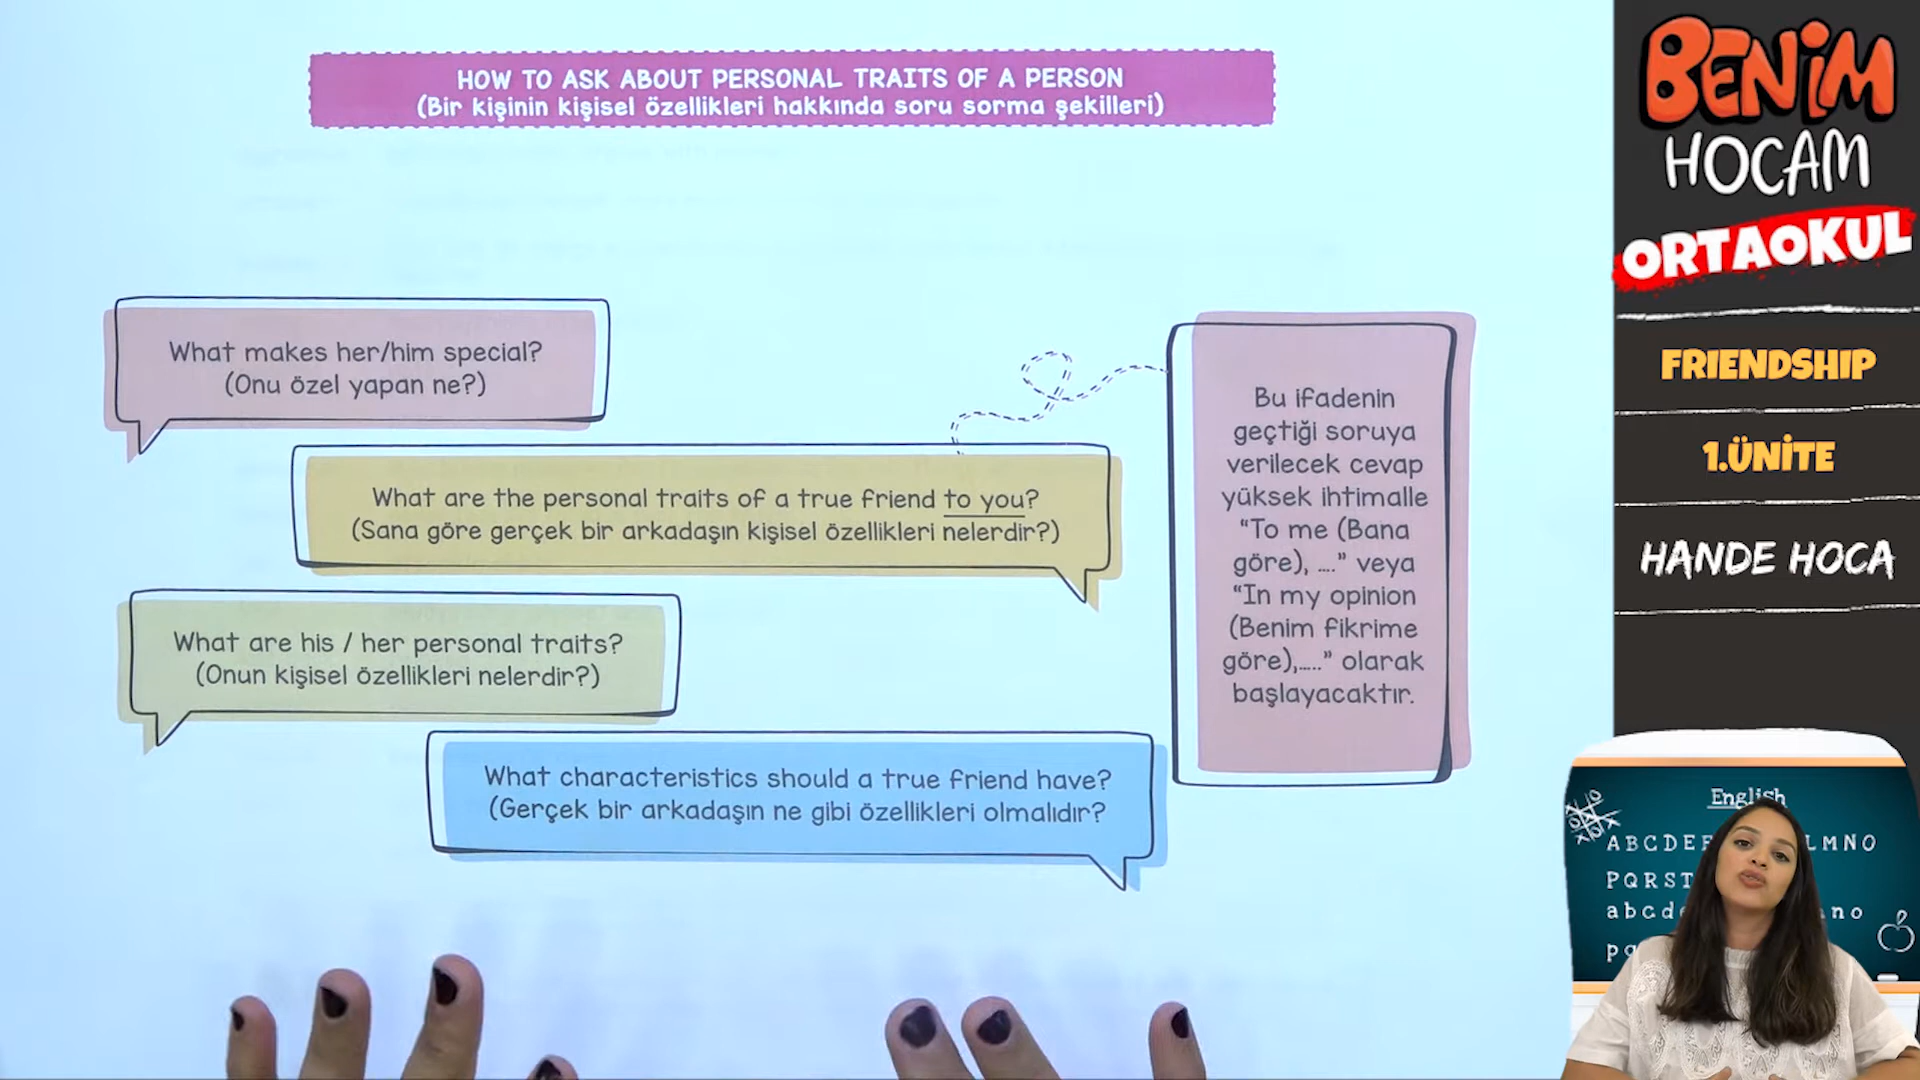 HOW TO ASK ABOUT PERSONAL TRAITS OF A PERSON
(Bir kişinin kişisel özellikleri hakkında soru sorma şekilleri)
What makes her/him special?
(Onu özel yapan ne?)
What are the personal traits of a true friend to you?
(Sana göre gerçek bir arkadaşın kişisel özellikleri nelerdir?)
What are his / her personal traits?
(Onun kişisel özellikleri nelerdir?)
What characteristics should a true friend have?
(Gerçek bir arkadaşın ne gibi özellikleri olmalıdır?
Bu ifadenin
geçtiği soruya
verilecek cevap
yüksek ihtimalle
“To me (Bana
göre), ....” veya
“In my opinion
(Benim fikrime
göre),.....” olarak
başlayacaktır.
BENİM
HOCAM
ORTAOKUL
FRIENDSHIP
1.ÜNİTE
HANDE HOCA
English
ABCDE LMNO
PQRST
abcd no
pq